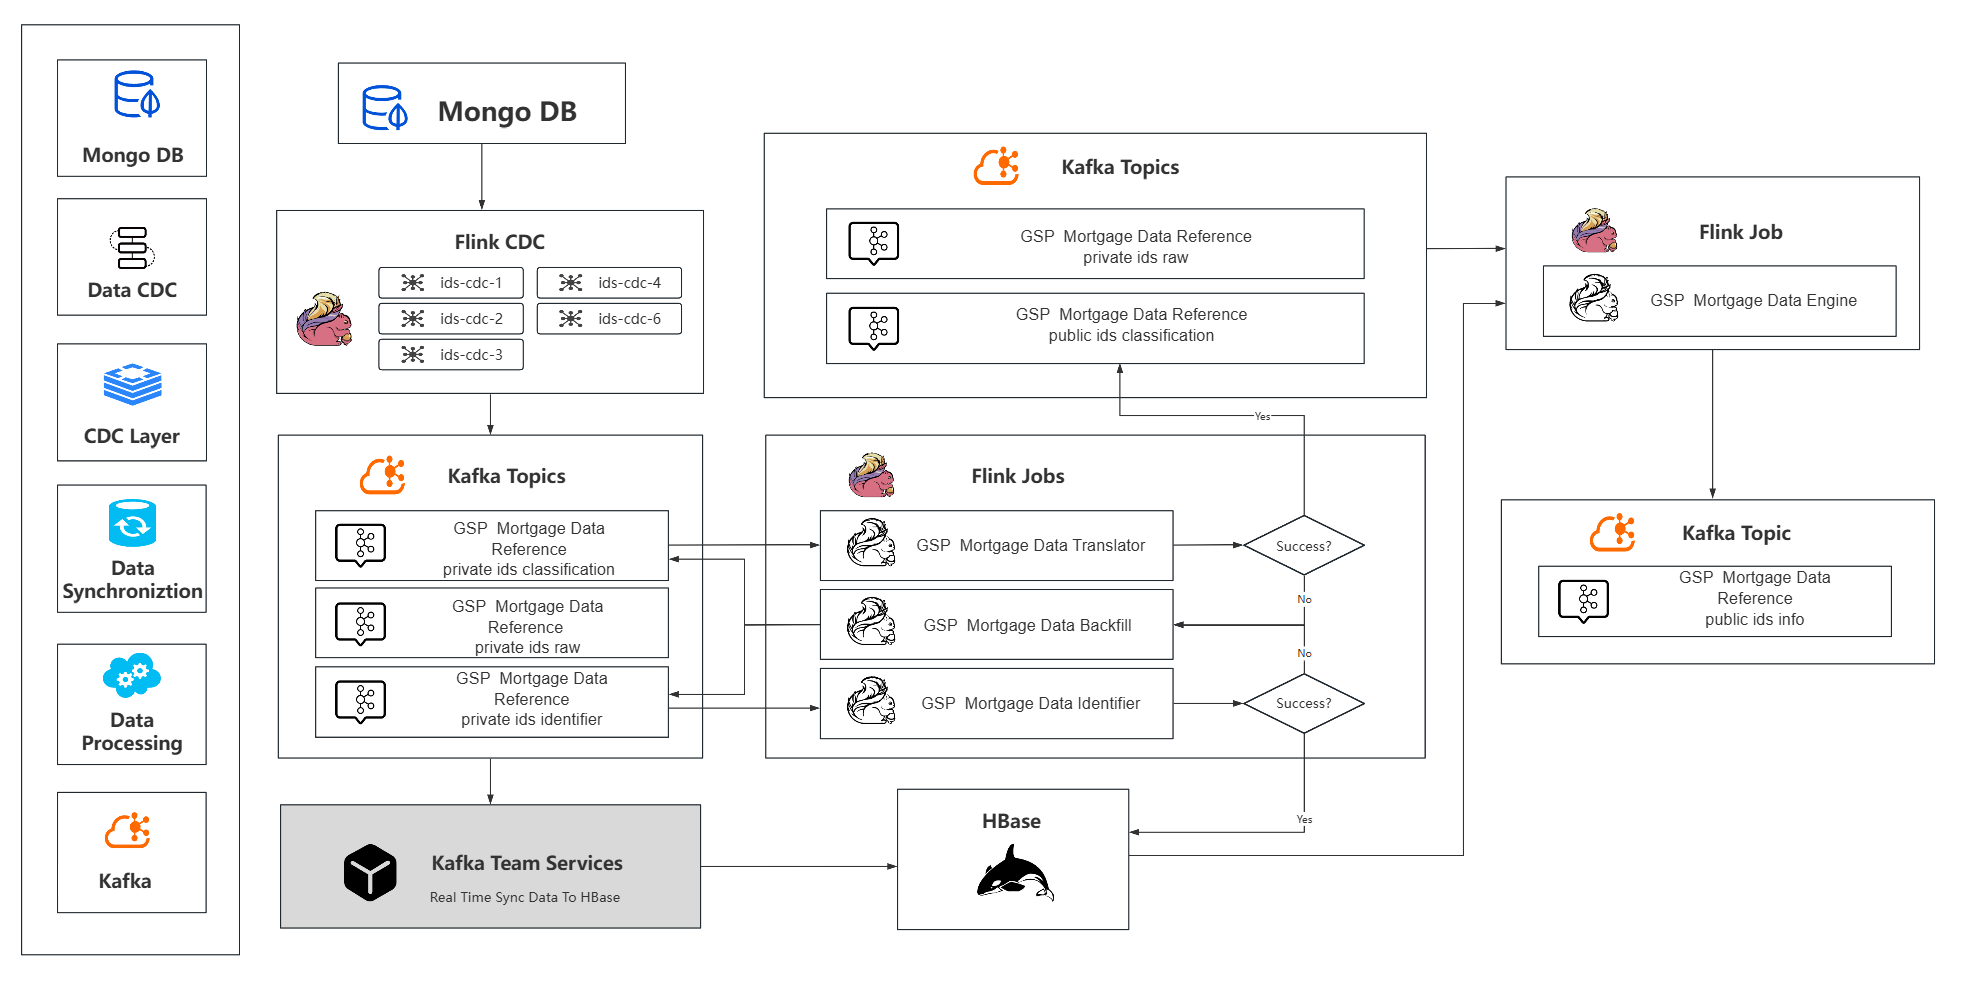 Mongo DB
Data CDC
CDC Layer
Data
Synchroniztion
Data
Processing
Kafka
Mongo DB
Flink CDC
ids-cdc-1
ids-cdc-4
ids-cdc-2
ids-cdc-6
ids-cdc-3
Kafka Topics
GSP Mortgage Data
Reference
private ids classification
GSP Mortgage Data
Reference
private ids raw
GSP Mortgage Data
Reference
private ids identifier
Kafka Team Services
Real Time Sync Data To HBase
Kafka Topics
GSP Mortgage Data Reference
private ids raw
GSP Mortgage Data Reference
public ids classification
Yes
Flink Jobs
GSP Mortgage Data Translator
Success?
No
GSP Mortgage Data Backfill
No
GSP Mortgage Data Identifier
Success?
Yes
HBase
Flink Job
GSP Mortgage Data Engine
Kafka Topic
GSP Mortgage Data
Reference
public ids info